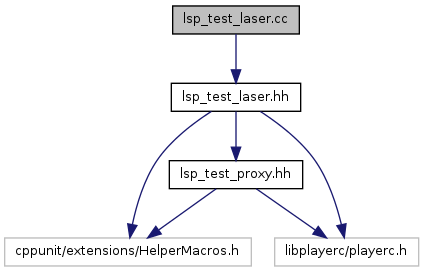 lsp_test_laser.cc
lsp_test_laser.hh
lsp_test_proxy.hh
cppunit/extensions/HelperMacros.h
libplayerc/playerc.h